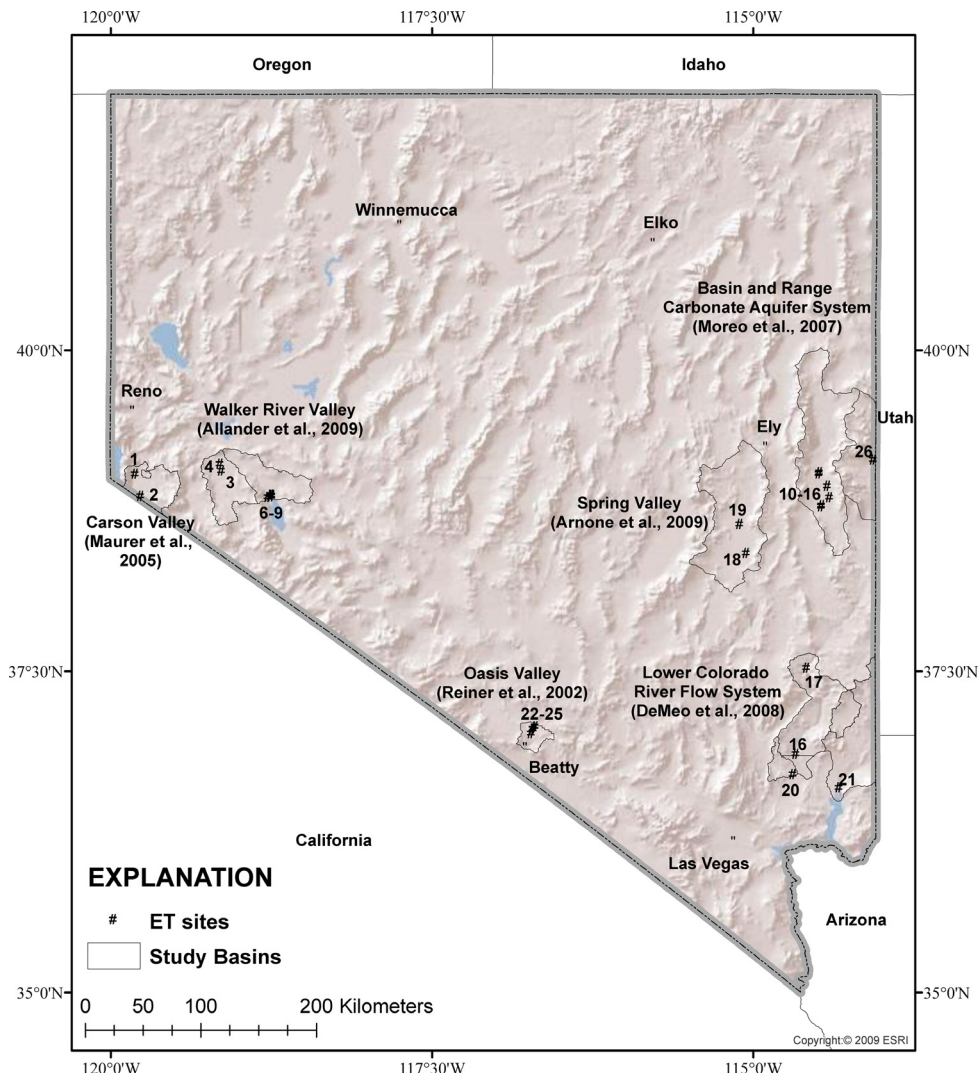 120°0'W
117°30'W
115°0'W
Oregon
Idaho
Winnemucca
"
Elko
"
Basin and Range
Carbonate Aquifer System
(Moreo et al., 2007)
40°0'N
40°0'N
Reno
"
Utah
Walker River Valley
(Allander et al., 2009)
Ely
"
1
#
4
#
#
3
26
#
# 2
6-9
#
10-16
#
#
#
#
Carson Valley
(Maurer et al.,
2005)
Spring Valley
(Arnone et al., 2009)
19
#
18
#
37°30'N
37°30'N
Oasis Valley
(Reiner et al., 2002)
22-25
#
"
Beatty
Lower Colorado
River Flow System
(DeMeo et al., 2008)
#
17
16
#
#
20
21
#
California
"
Las Vegas
EXPLANATION
# ET sites
Study Basins
Arizona
35°0'N
35°0'N
0 50 100 200 Kilometers
Copyright:© 2009 ESRI
120°0'W
117°30'W
115°0'W